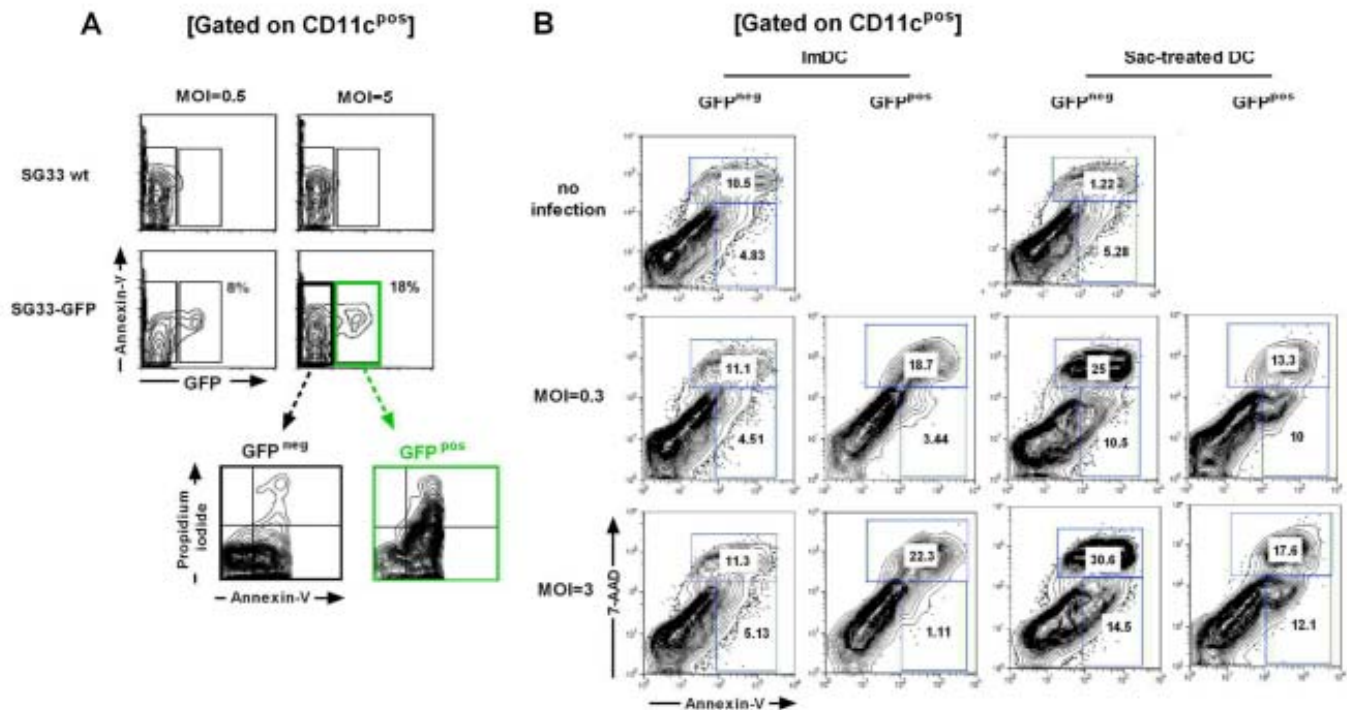 A [Gated on CD11cpos]
MOI=0.5 MOI=5
SG33 wt
SG33-GFP
8% 18%
Annexin-V
GFP
GFP neg GFP pos
Propidium iodide
Annexin-V
B [Gated on CD11cpos]
ImDC Sac-treated DC
GFPneg GFPpos GFPneg GFPpos
no infection
10.5 1.22
4.83 5.28
MOI=0.3
11.1 18.7 25 13.3
4.51 3.44 10.5 10
MOI=3
11.3 22.3 30.6 17.6
5.13 1.11 14.5 12.1
7-AAD
Annexin-V